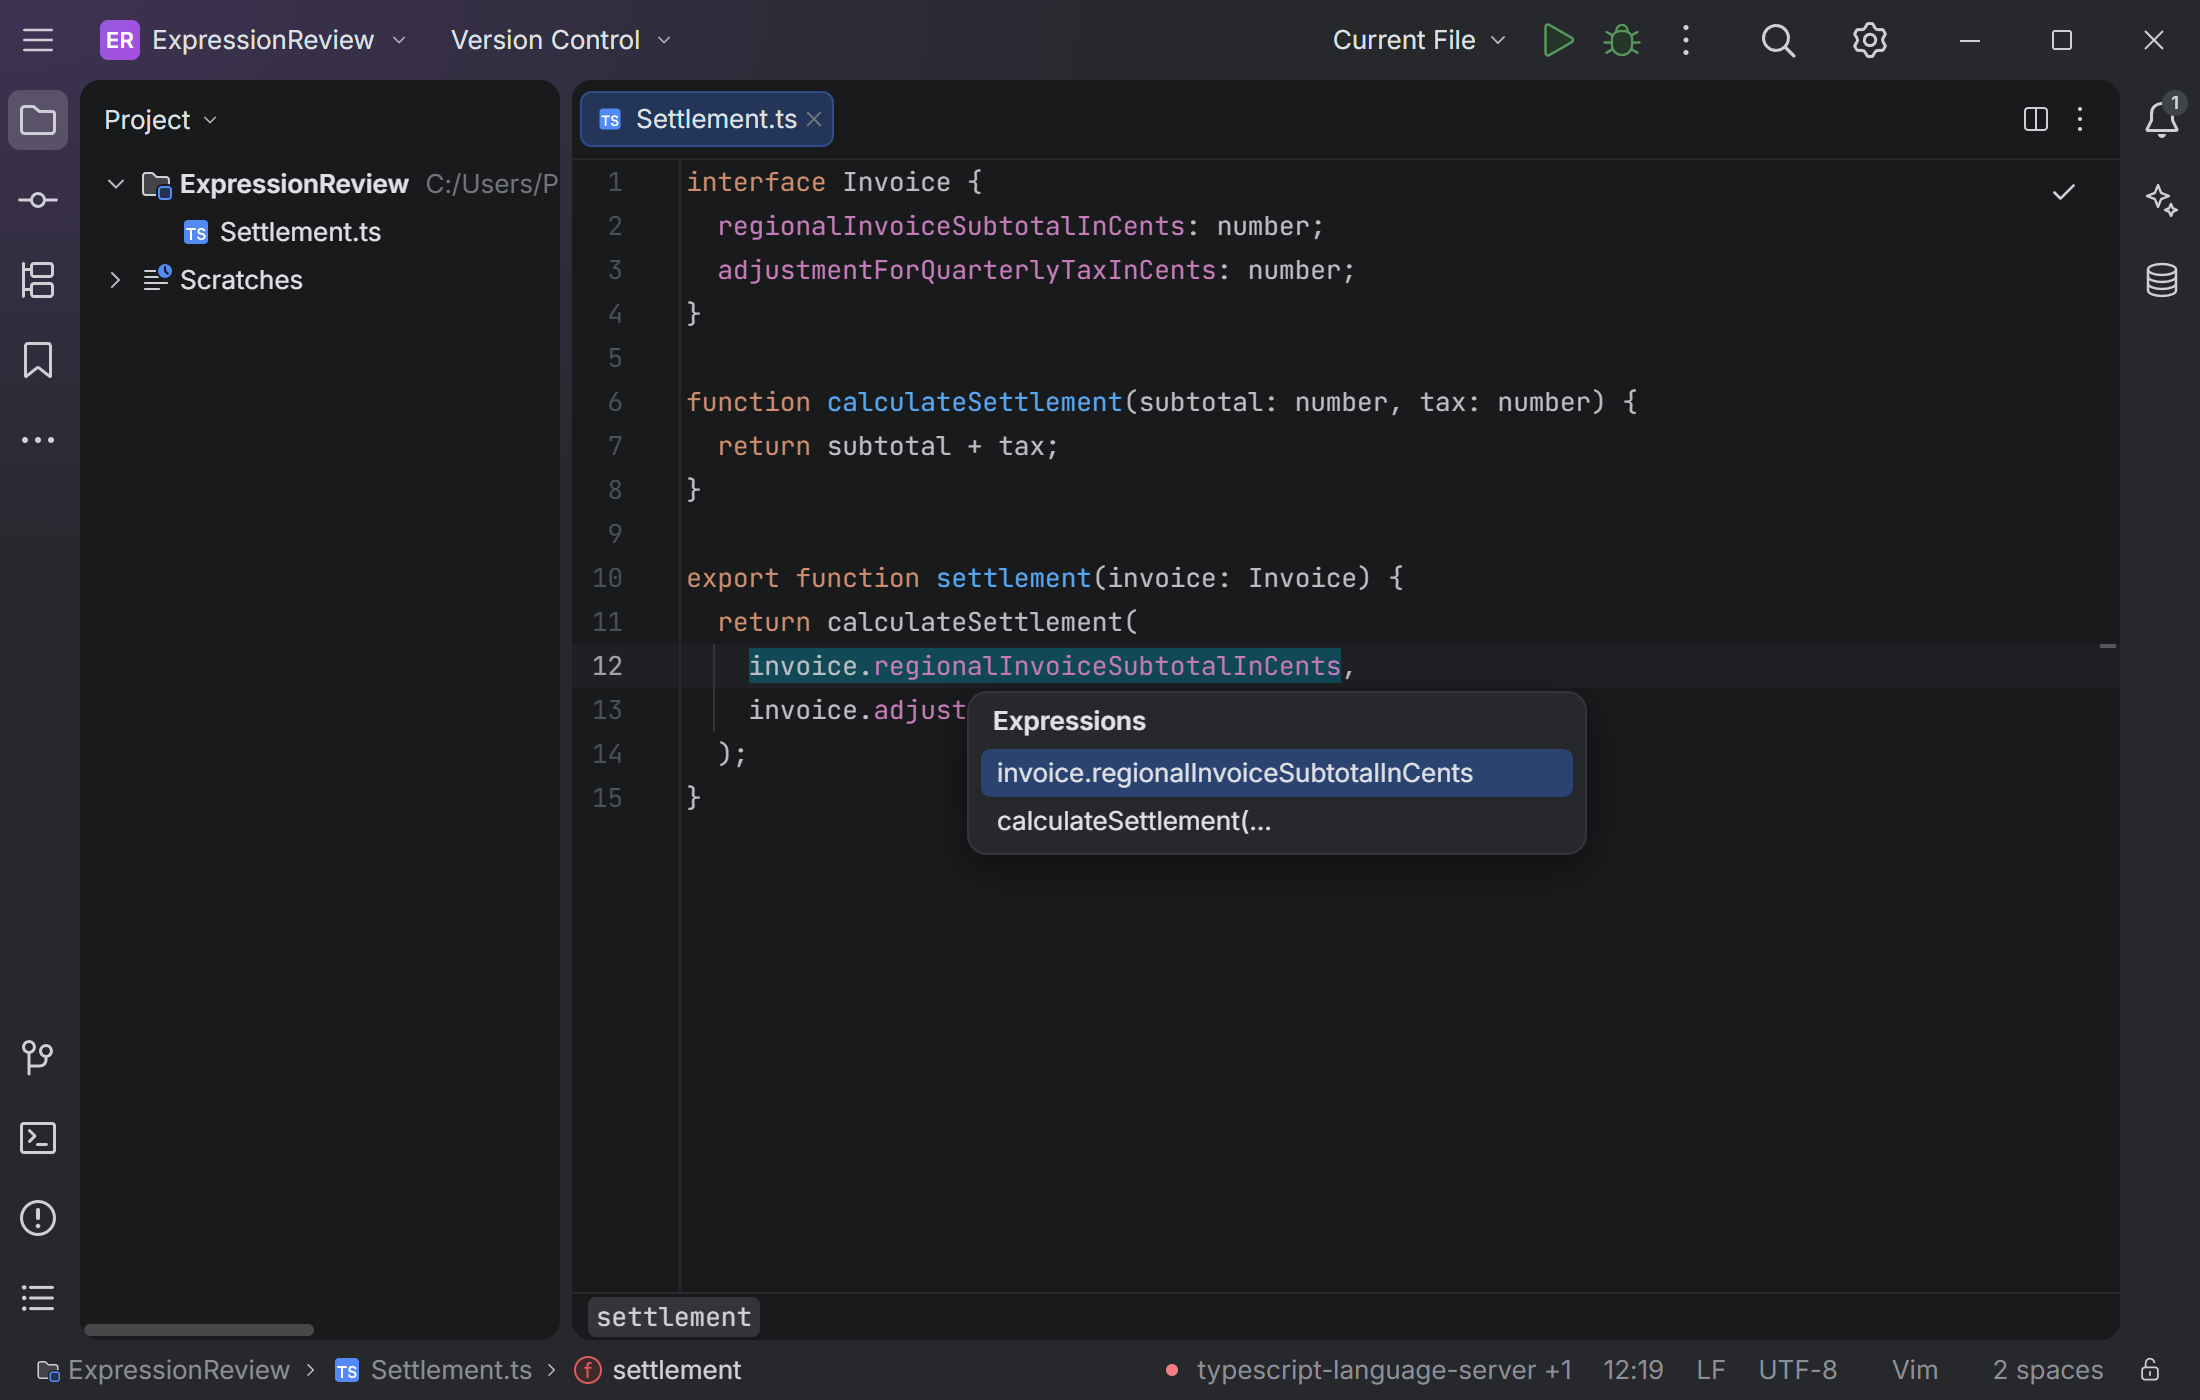 ER ExpressionReview Version Control Current File
Project Settlement.ts 1
ExpressionReview C:/Users/P
Settlement.ts
Scratches
1 interface Invoice {
2 regionalInvoiceSubtotalInCents: number;
3 adjustmentForQuarterlyTaxInCents: number;
4 }
5
6 function calculateSettlement(subtotal: number, tax: number) {
7 return subtotal + tax;
8 }
9
10 export function settlement(invoice: Invoice) {
11 return calculateSettlement(
12 invoice.regionalInvoiceSubtotalInCents,
13 invoice.adjust
14 );
15 }
Expressions
invoice.regionalInvoiceSubtotalInCents
calculateSettlement(...
settlement
ExpressionReview > TS Settlement.ts > f settlement typescript-language-server +1 12:19 LF UTF-8 Vim 2 spaces